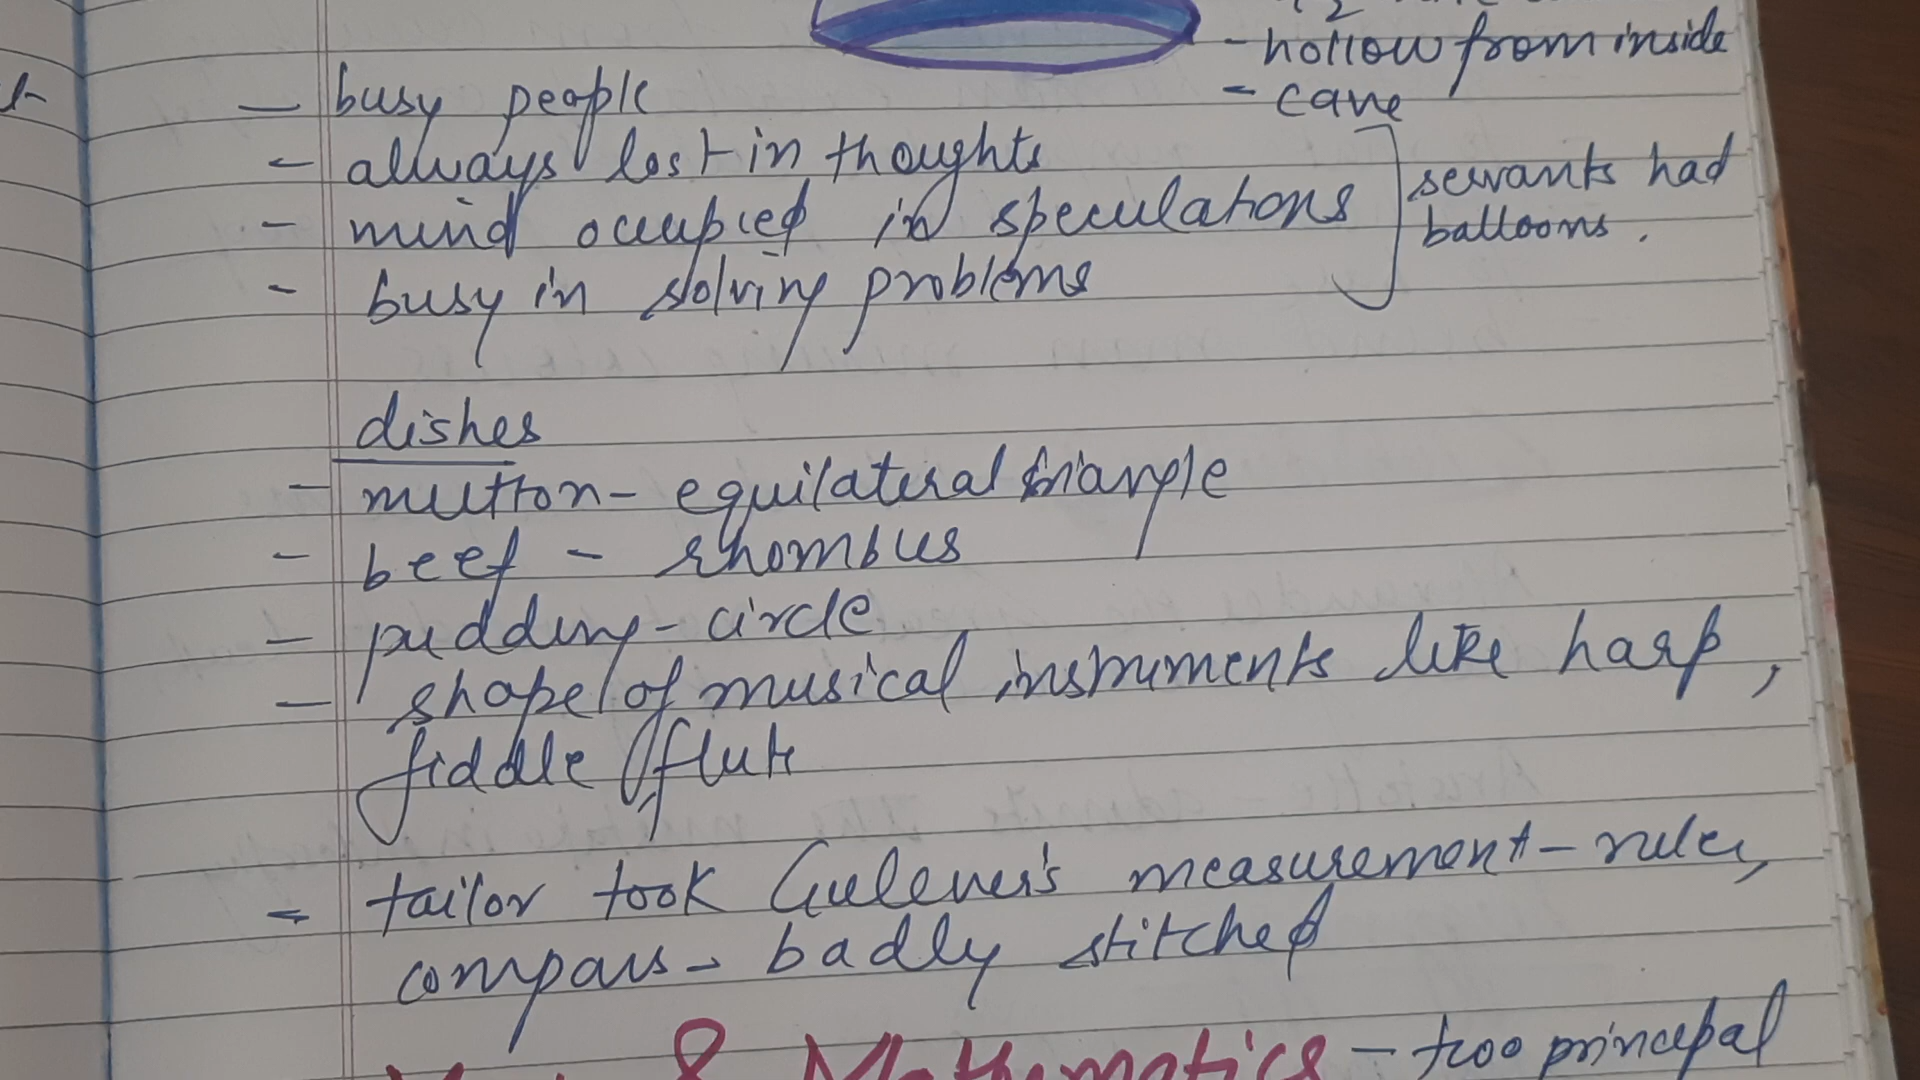 - hollow from inside
- cave
- busy people
- always lost in thoughts
- mind occupied in speculations
- busy in solving problems
servants had
balloons.
dishes
- mutton - equilateral triangle
- beef - rhombus
- pudding - circle
- shape of musical instruments like harp,
fiddle, flute
- tailor took Gulever's measurement - ruler,
compass - badly stitched
& Mathematics - two principal